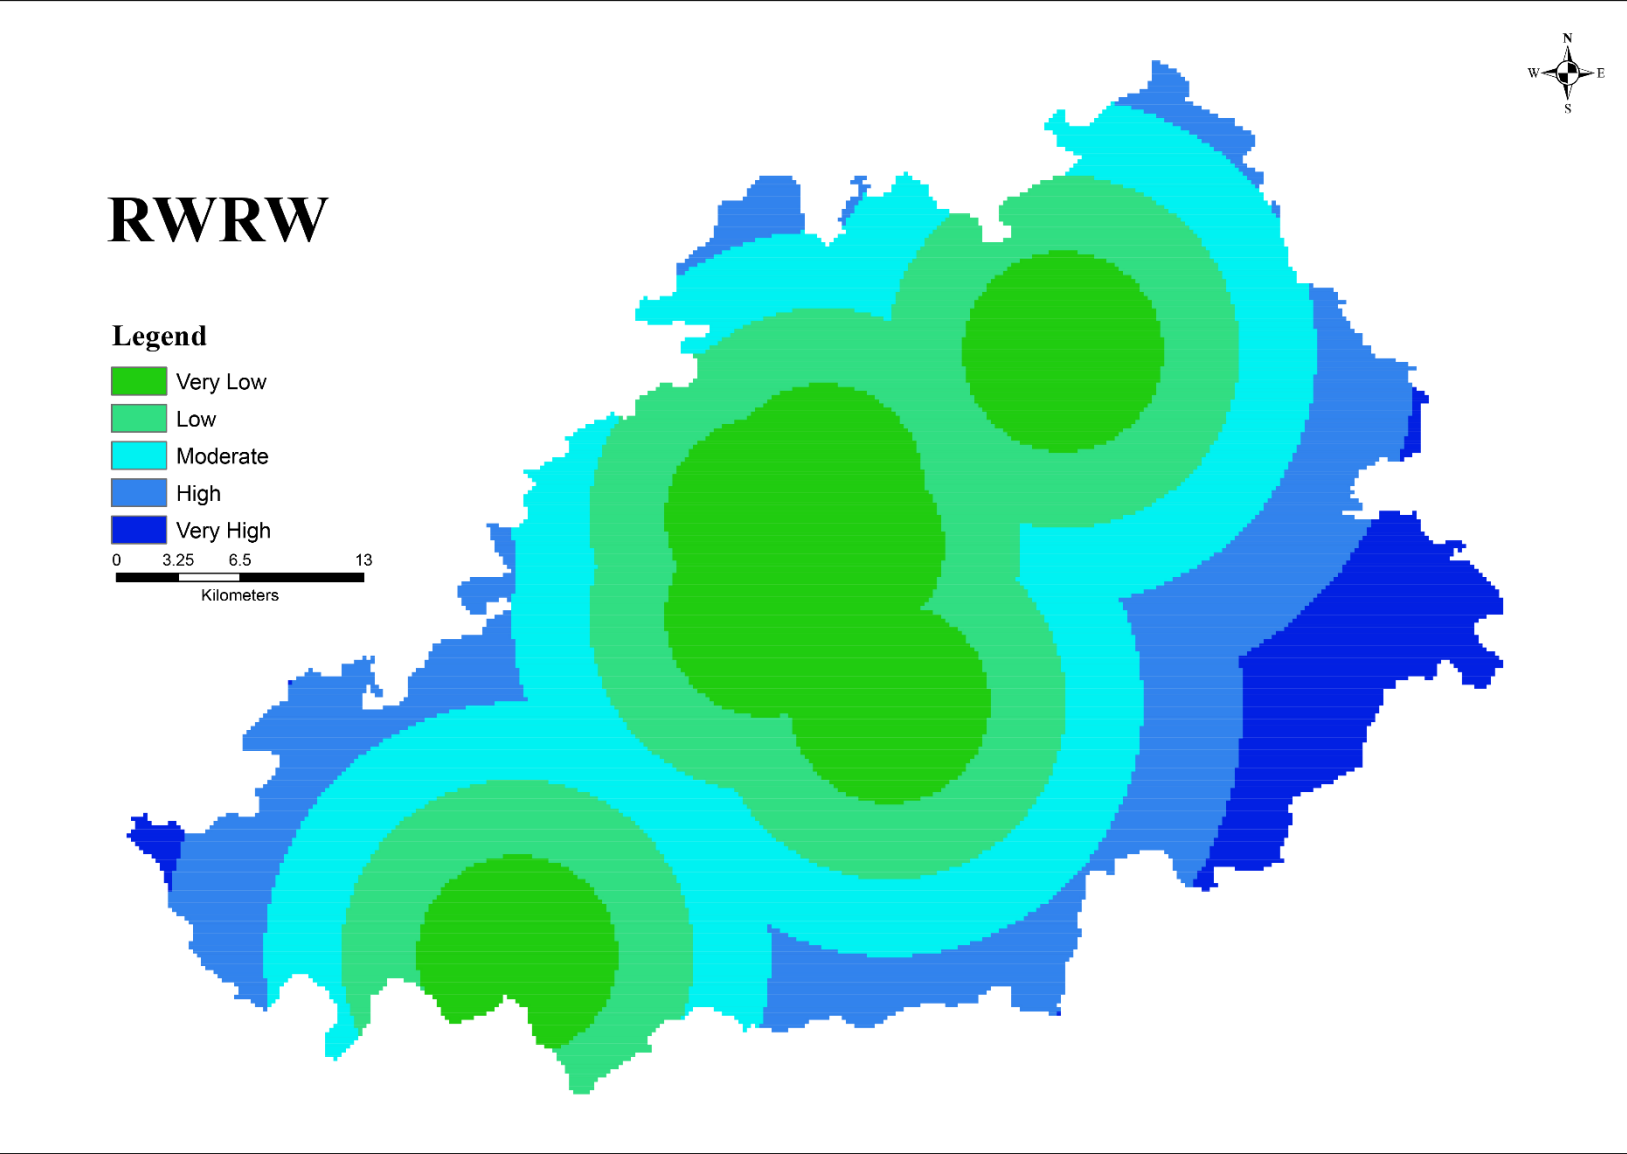 N
W E
S
RWRW
Legend
Very Low
Low
Moderate
High
Very High
0 3.25 6.5 13
Kilometers